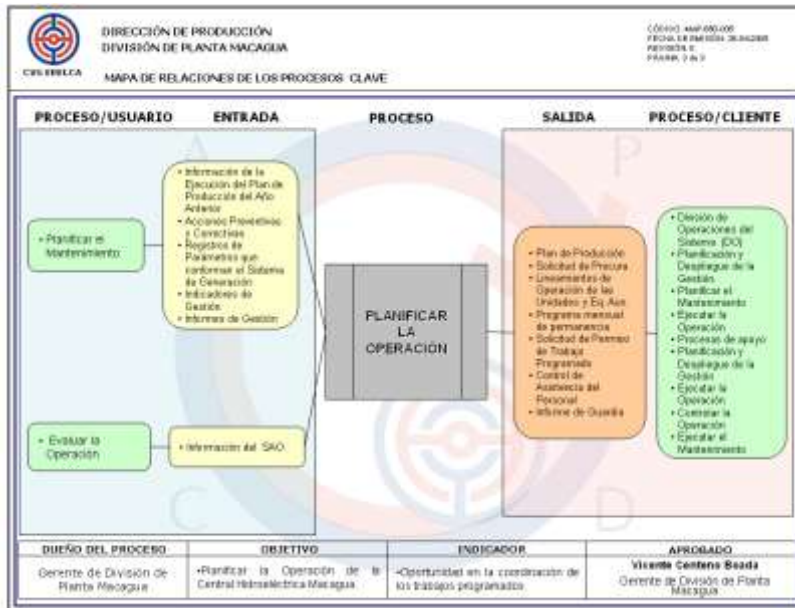 DIRECCIÓN DE PRODUCCIÓN
DIVISIÓN DE PLANTA MACAGUA
MAPA DE RELACIONES DE LOS PROCESOS CLAVE
CVG EDELCA
REVISIÓN:
PÁGINA:
PROCESO/USUARIO
ENTRADA
PROCESO
SALIDA
PROCESO/CLIENTE
• Planificar el
Mantenimiento
• Evaluar la
Operación
• Información de la
Ejecución del Plan de
Producción del Año
Anterior
• Acciones Preventivas
y Correctivas
• Registros de
Parámetros que
conforman el Sistema
de Generación
• Indicadores de
Gestión
• Informes de Gestión
• Información del SAO
PLANIFICAR
LA
OPERACIÓN
• Plan de Producción
• Solicitud de Procura
• Lineamientos de
Operación de las
Unidades y Eq. Aux.
• Programa mensual
de permanencia
• Solicitud de Permiso
de Trabajo
Programado
• Control de
Asistencia del
Personal
• Informe de Guardia
• División de
Operaciones del
Sistema (DO)
• Planificación y
Despliegue de la
Gestión
• Planificar el
Mantenimiento
• Ejecutar la
Operación
• Procesos de apoyo
• Planificación y
Despliegue de la
Gestión
• Ejecutar la
Operación
• Controlar la
Operación
• Ejecutar el
Mantenimiento
A
P
C
D
DUEÑO DEL PROCESO
OBJETIVO
INDICADOR
APROBADO
Gerente de División de
Planta Macagua
•Planificar la Operación de la
Central Hidroeléctrica Macagua
•Oportunidad en la coordinación de
los trabajos programados
Vicente Centeno Boada
Gerente de División de Planta
Macagua